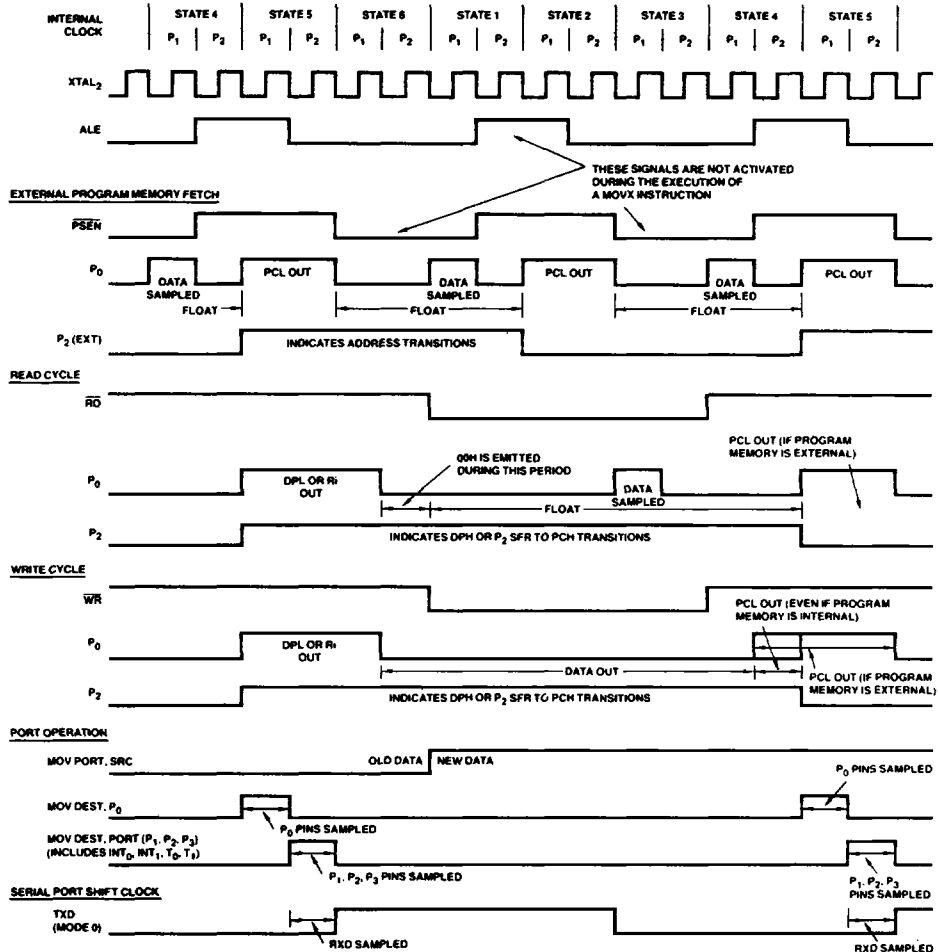 INTERNAL CLOCK
STATE 4 STATE 5 STATE 6 STATE 1 STATE 2 STATE 3 STATE 4 STATE 5
P1 P2 P1 P2 P1 P2 P1 P2 P1 P2 P1 P2 P1 P2 P1 P2
XTAL2
ALE
THESE SIGNALS ARE NOT ACTIVATED
DURING THE EXECUTION OF
A MOVX INSTRUCTION
EXTERNAL PROGRAM MEMORY FETCH
PSEN
P0
PCL OUT PCL OUT PCL OUT
DATA SAMPLED DATA SAMPLED DATA SAMPLED
FLOAT FLOAT FLOAT
P2 (EXT)
INDICATES ADDRESS TRANSITIONS
READ CYCLE
RD
PCL OUT (IF PROGRAM
MEMORY IS EXTERNAL)
00H IS EMITTED
DURING THIS PERIOD
P0
DPL OR Ri
OUT
DATA
SAMPLED
FLOAT
P2
INDICATES DPH OR P2 SFR TO PCH TRANSITIONS
WRITE CYCLE
WR
PCL OUT (EVEN IF PROGRAM
MEMORY IS INTERNAL)
P0
DPL OR Ri
OUT
DATA OUT
PCL OUT (IF PROGRAM
MEMORY IS EXTERNAL)
P2
INDICATES DPH OR P2 SFR TO PCH TRANSITIONS
PORT OPERATION
MOV PORT, SRC
OLD DATA NEW DATA
P0 PINS SAMPLED
MOV DEST, P0
P0 PINS SAMPLED
MOV DEST, PORT (P1, P2, P3)
(INCLUDES INT0, INT1, T0, T1)
P1, P2, P3 PINS SAMPLED
P1, P2, P3
PINS SAMPLED
SERIAL PORT SHIFT CLOCK
TXD
(MODE 0)
RXD SAMPLED
RXD SAMPLED